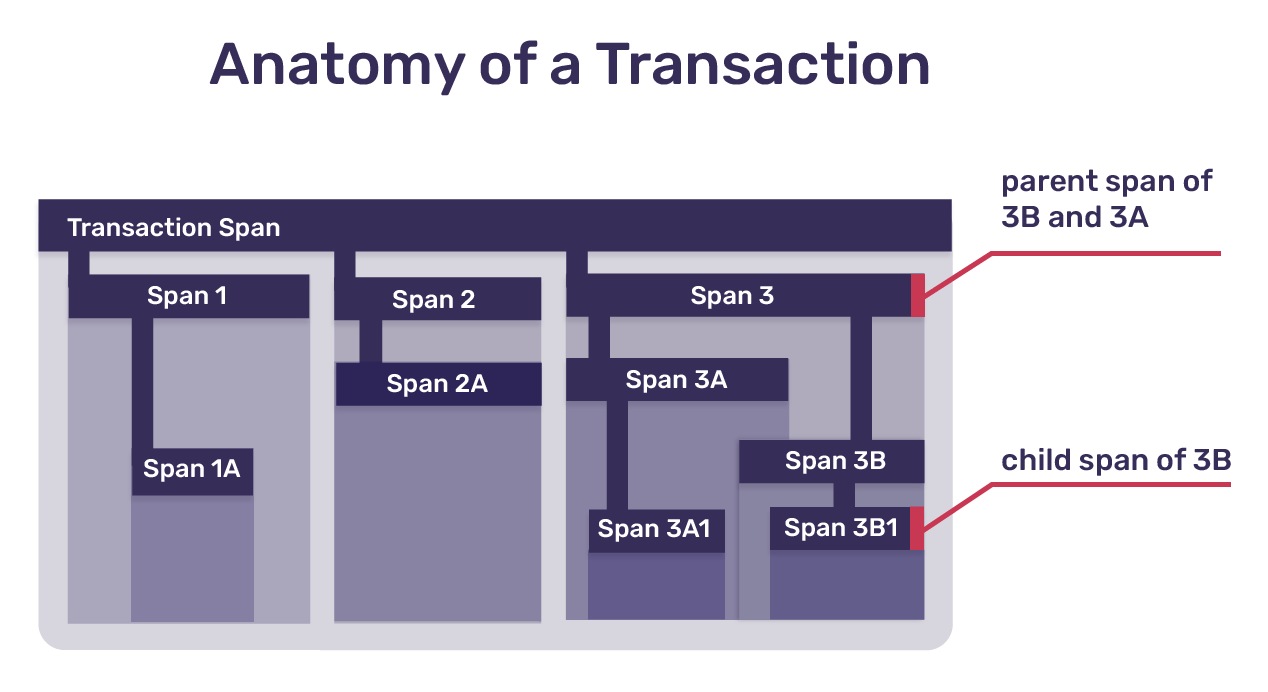 Anatomy of a Transaction
parent span of
3B and 3A
Transaction Span
Span 1
Span 2
Span 3
Span 2A
Span 3A
Span 1A
Span 3B
child span of 3B
Span 3A1
Span 3B1